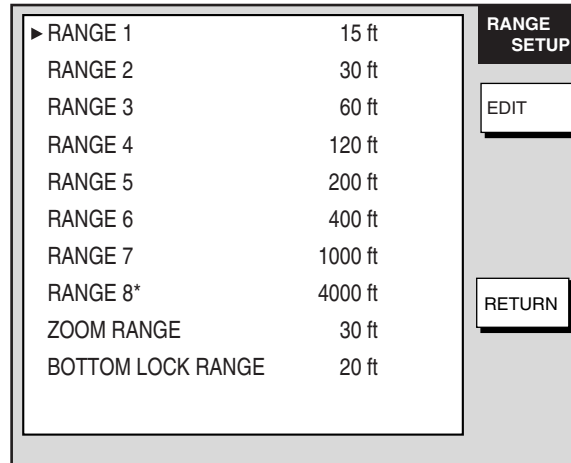 ▶RANGE 1 15 ft
RANGE 2 30 ft
RANGE 3 60 ft
RANGE 4 120 ft
RANGE 5 200 ft
RANGE 6 400 ft
RANGE 7 1000 ft
RANGE 8* 4000 ft
ZOOM RANGE 30 ft
BOTTOM LOCK RANGE 20 ft
RANGE
SETUP
EDIT
RETURN